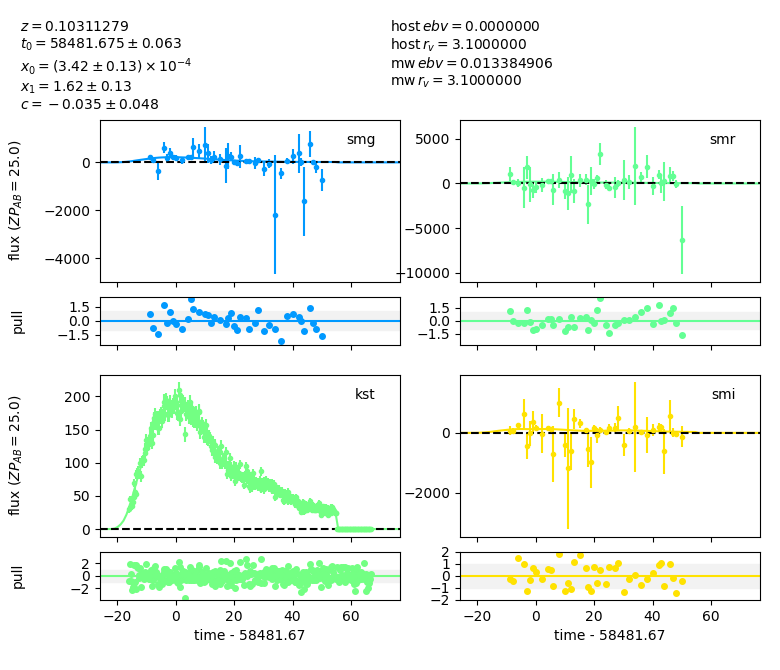 z = 0.10311279
t₀ = 58481.675 ± 0.063
x₀ = (3.42 ± 0.13) × 10⁻⁴
x₁ = 1.62 ± 0.13
c = −0.035 ± 0.048
host ebv = 0.0000000
host r_v = 3.1000000
mw ebv = 0.013384906
mw r_v = 3.1000000
flux (ZP_AB = 25.0)
smg
0
−2000
−4000
smr
5000
0
−5000
−10000
pull
1.5
0.0
−1.5
1.5
0.0
−1.5
flux (ZP_AB = 25.0)
kst
200
150
100
50
0
smi
0
−2000
pull
2
0
−2
2
1
0
−1
−2
−20 0 20 40 60
−20 0 20 40 60
time - 58481.67
time - 58481.67